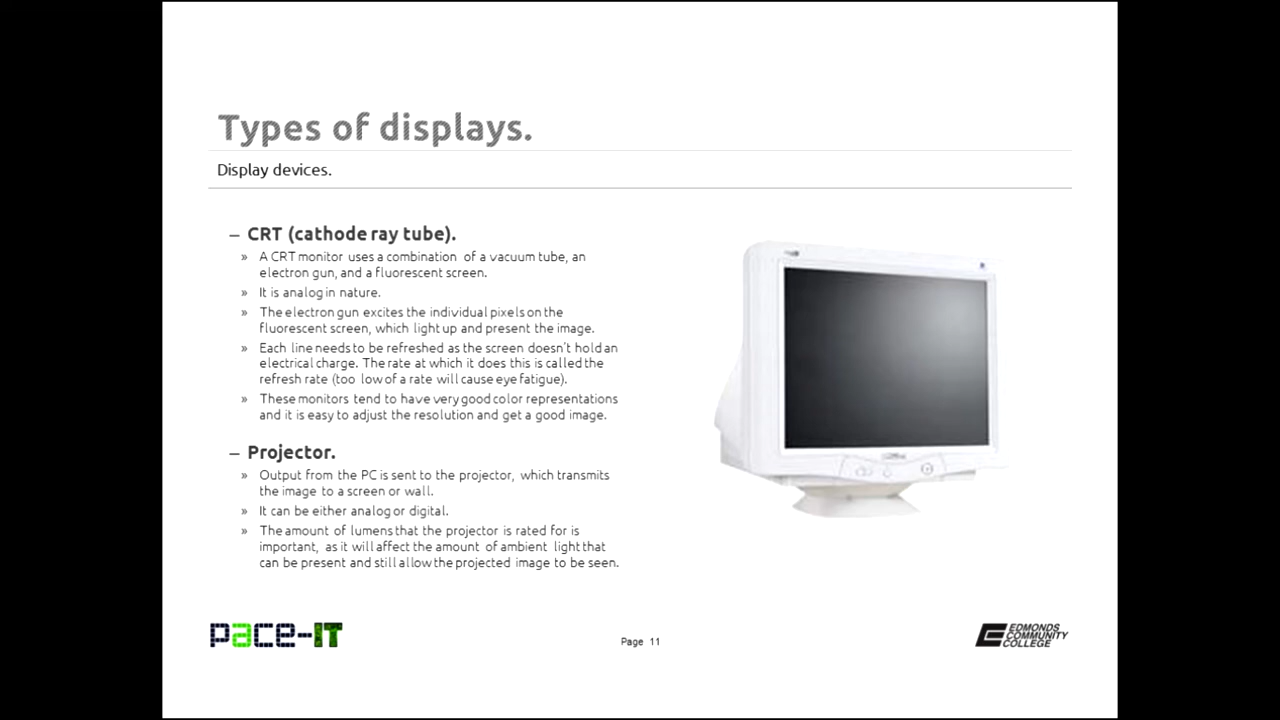 Types of displays.
Display devices.
– CRT (cathode ray tube).
» A CRT monitor uses a combination of a vacuum tube, an
electron gun, and a fluorescent screen.
» It is analog in nature.
» The electron gun excites the individual pixels on the
fluorescent screen, which light up and present the image.
» Each line needs to be refreshed as the screen doesn't hold an
electrical charge. The rate at which it does this is called the
refresh rate (too low of a rate will cause eye fatigue).
» These monitors tend to have very good color representations
and it is easy to adjust the resolution and get a good image.
– Projector.
» Output from the PC is sent to the projector, which transmits
the image to a screen or wall.
» It can be either analog or digital.
» The amount of lumens that the projector is rated for is
important, as it will affect the amount of ambient light that
can be present and still allow the projected image to be seen.
pace-IT
Page 11
EDMONDS
COMMUNITY
COLLEGE